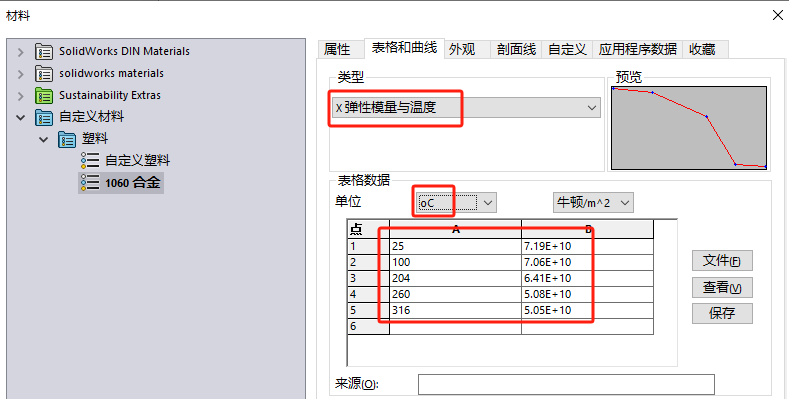 材料
SolidWorks DIN Materials
solidworks materials
Sustainability Extras
自定义材料
塑料
自定义塑料
1060 合金
属性 表格和曲线 外观 剖面线 自定义 应用程序数据 收藏
类型
X 弹性模量与温度
预览
表格数据
单位 oC 牛顿/m^2
点 A B
1 25 7.19E+10
2 100 7.06E+10
3 204 6.41E+10
4 260 5.08E+10
5 316 5.05E+10
6
文件(F)
查看(V)
保存
来源(O):